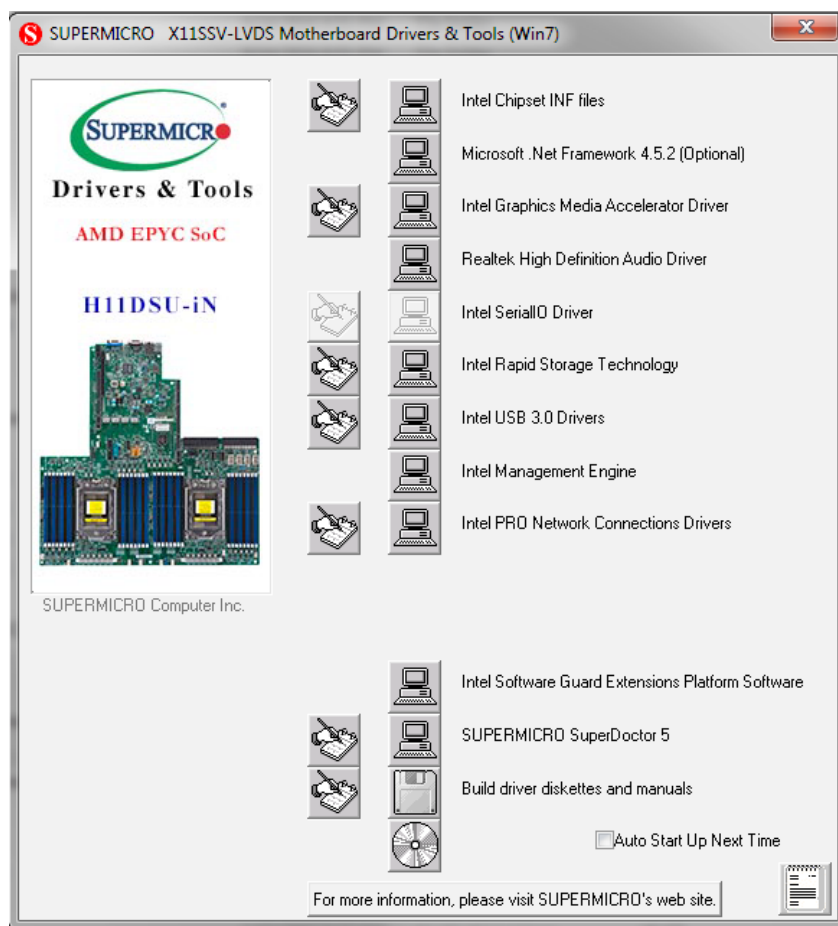 SUPERMICRO X11SSV-LVDS Motherboard Drivers & Tools (Win7)
SUPERMICRO
Drivers & Tools
AMD EPYC SoC
H11DSU-iN
SUPERMICRO Computer Inc.
Intel Chipset INF files
Microsoft .Net Framework 4.5.2 (Optional)
Intel Graphics Media Accelerator Driver
Realtek High Definition Audio Driver
Intel SerialIO Driver
Intel Rapid Storage Technology
Intel USB 3.0 Drivers
Intel Management Engine
Intel PRO Network Connections Drivers
Intel Software Guard Extensions Platform Software
SUPERMICRO SuperDoctor 5
Build driver diskettes and manuals
Auto Start Up Next Time
For more information, please visit SUPERMICRO's web site.